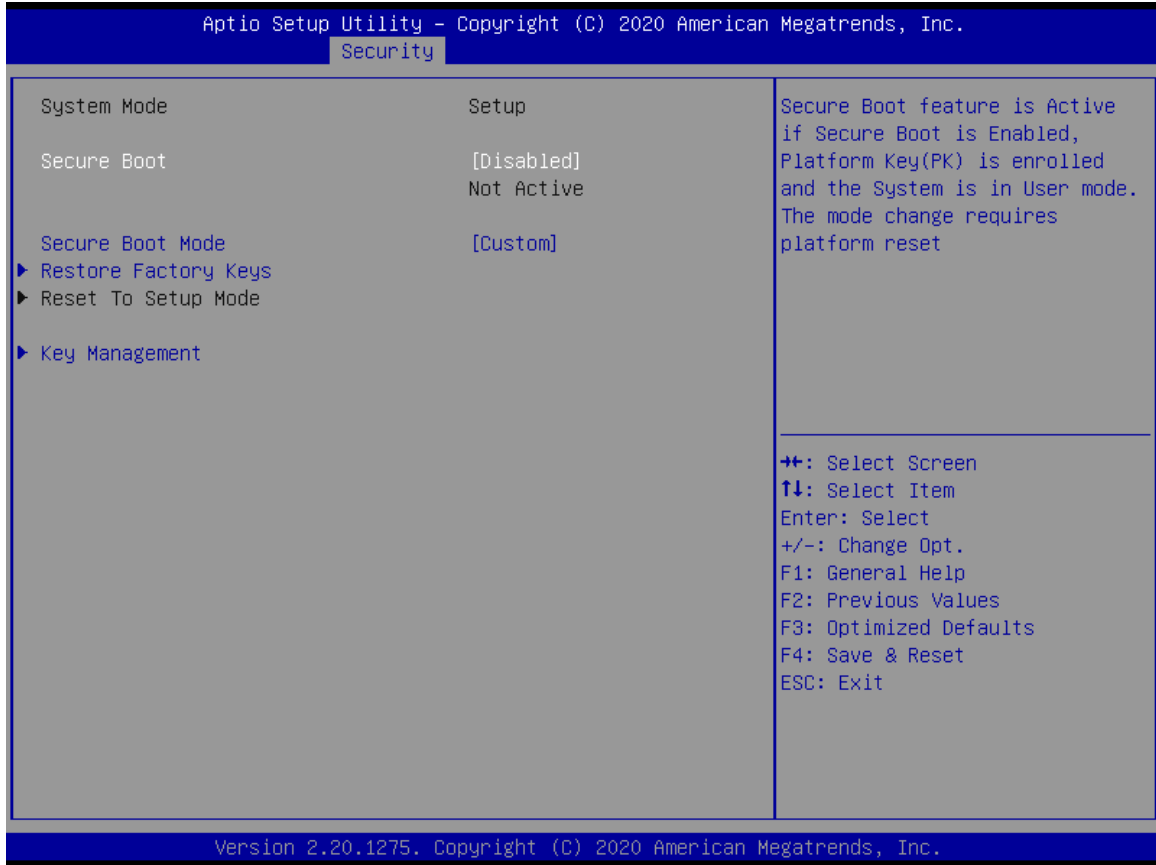 Aptio Setup Utility – Copyright (C) 2020 American Megatrends, Inc.
Security
System Mode Setup
Secure Boot [Disabled]
Not Active
Secure Boot Mode [Custom]
Restore Factory Keys
Reset To Setup Mode
Key Management
Secure Boot feature is Active
if Secure Boot is Enabled,
Platform Key(PK) is enrolled
and the System is in User mode.
The mode change requires
platform reset
→←: Select Screen
↑↓: Select Item
Enter: Select
+/-: Change Opt.
F1: General Help
F2: Previous Values
F3: Optimized Defaults
F4: Save & Reset
ESC: Exit
Version 2.20.1275. Copyright (C) 2020 American Megatrends, Inc.